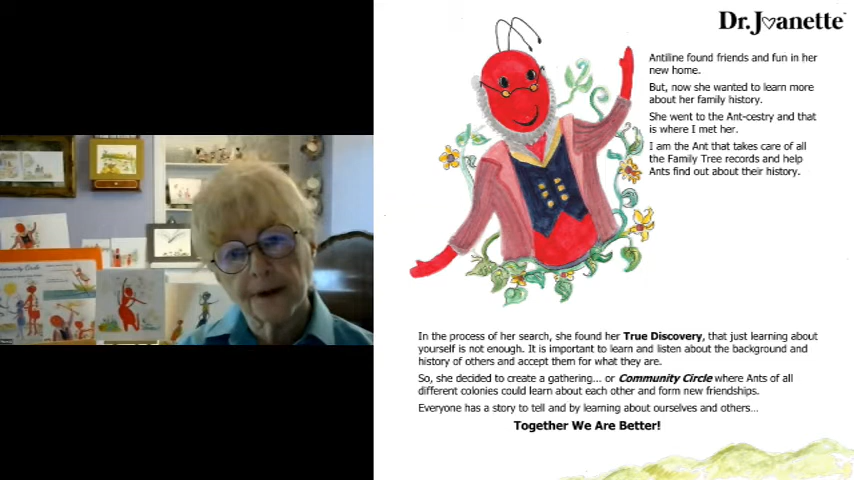 Dr.Joanette™
Antiline found friends and fun in her
new home.
But, now she wanted to learn more
about her family history.
She went to the Ant-cestry and that
is where I met her.
I am the Ant that takes care of all
the Family Tree records and help
Ants find out about their history.
In the process of her search, she found her True Discovery, that just learning about
yourself is not enough. It is important to learn and listen about the background and
history of others and accept them for what they are.
So, she decided to create a gathering... or Community Circle where Ants of all
different colonies could learn about each other and form new friendships.
Everyone has a story to tell and by learning about ourselves and others...
Together We Are Better!